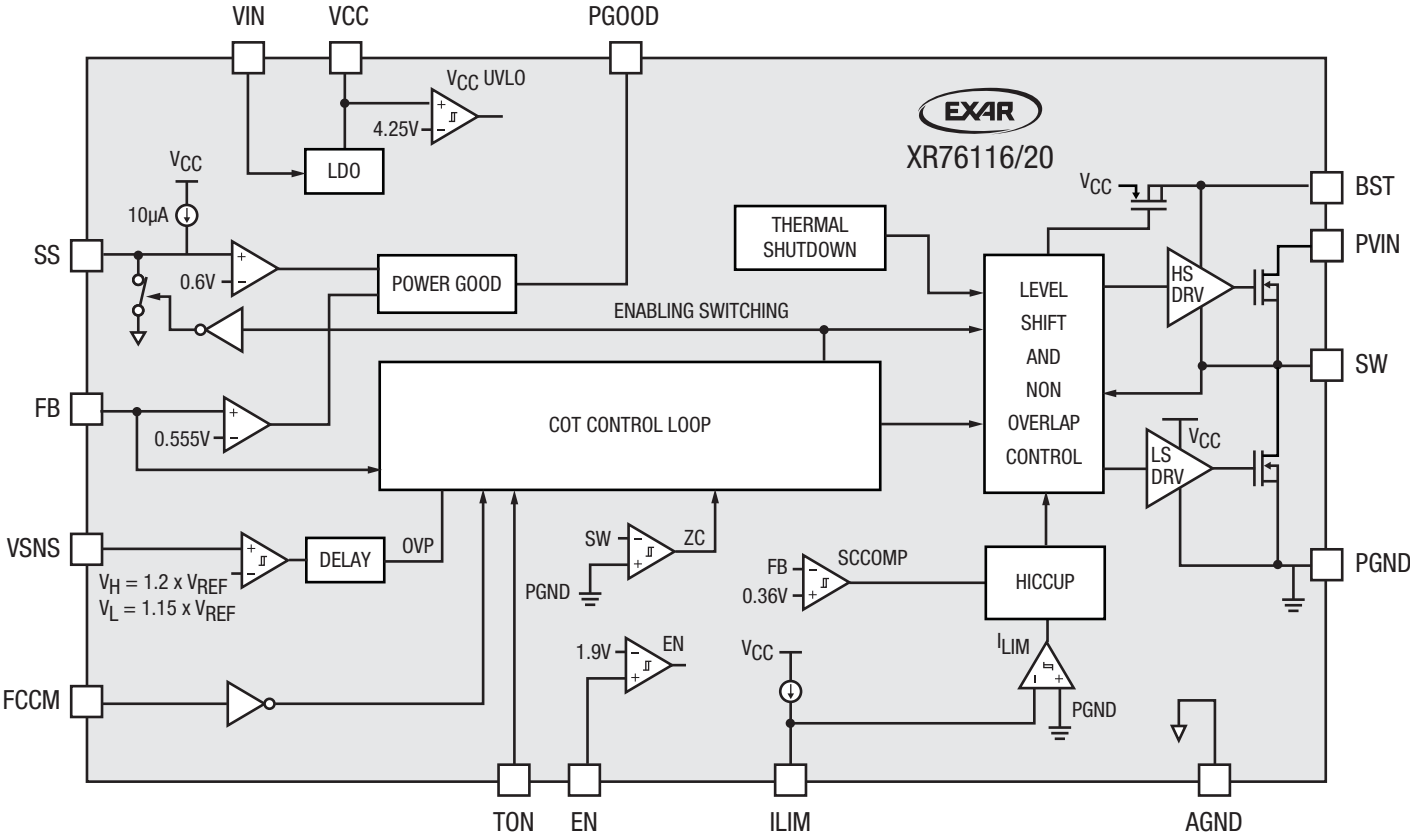 VIN
VCC
PGOOD
VCC UVLO
+
4.25V
−
LDO
EXAR
XR76116/20
VCC
10µA
SS
+
0.6V
−
POWER GOOD
THERMAL
SHUTDOWN
VCC
BST
PVIN
HS
DRV
LEVEL
SHIFT
AND
NON
OVERLAP
CONTROL
ENABLING SWITCHING
SW
FB
+
0.555V
−
COT CONTROL LOOP
VCC
LS
DRV
VSNS
+
−
DELAY
OVP
VH = 1.2 x VREF
VL = 1.15 x VREF
SW
−
+
ZC
PGND
FB
−
0.36V
+
SCCOMP
HICCUP
PGND
1.9V
−
+
EN
VCC
ILIM
−
+
PGND
FCCM
TON
EN
ILIM
AGND